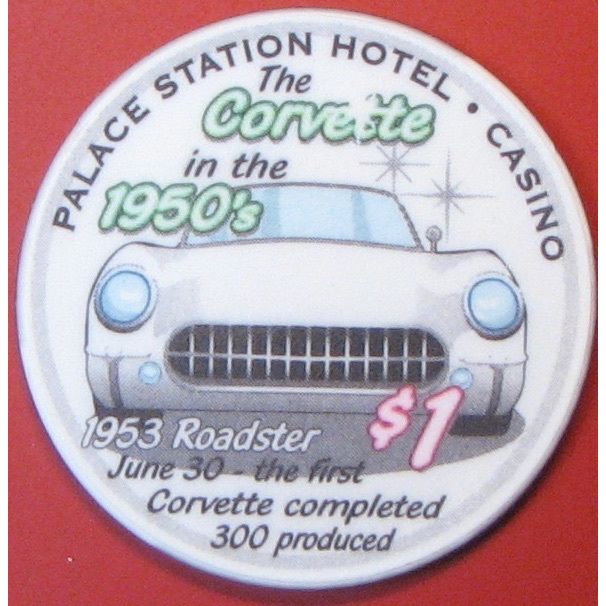 PALACE STATION HOTEL • CASINO
The
Corvette
in the
1950's
$1
1953 Roadster
June 30 - the first
Corvette completed
300 produced